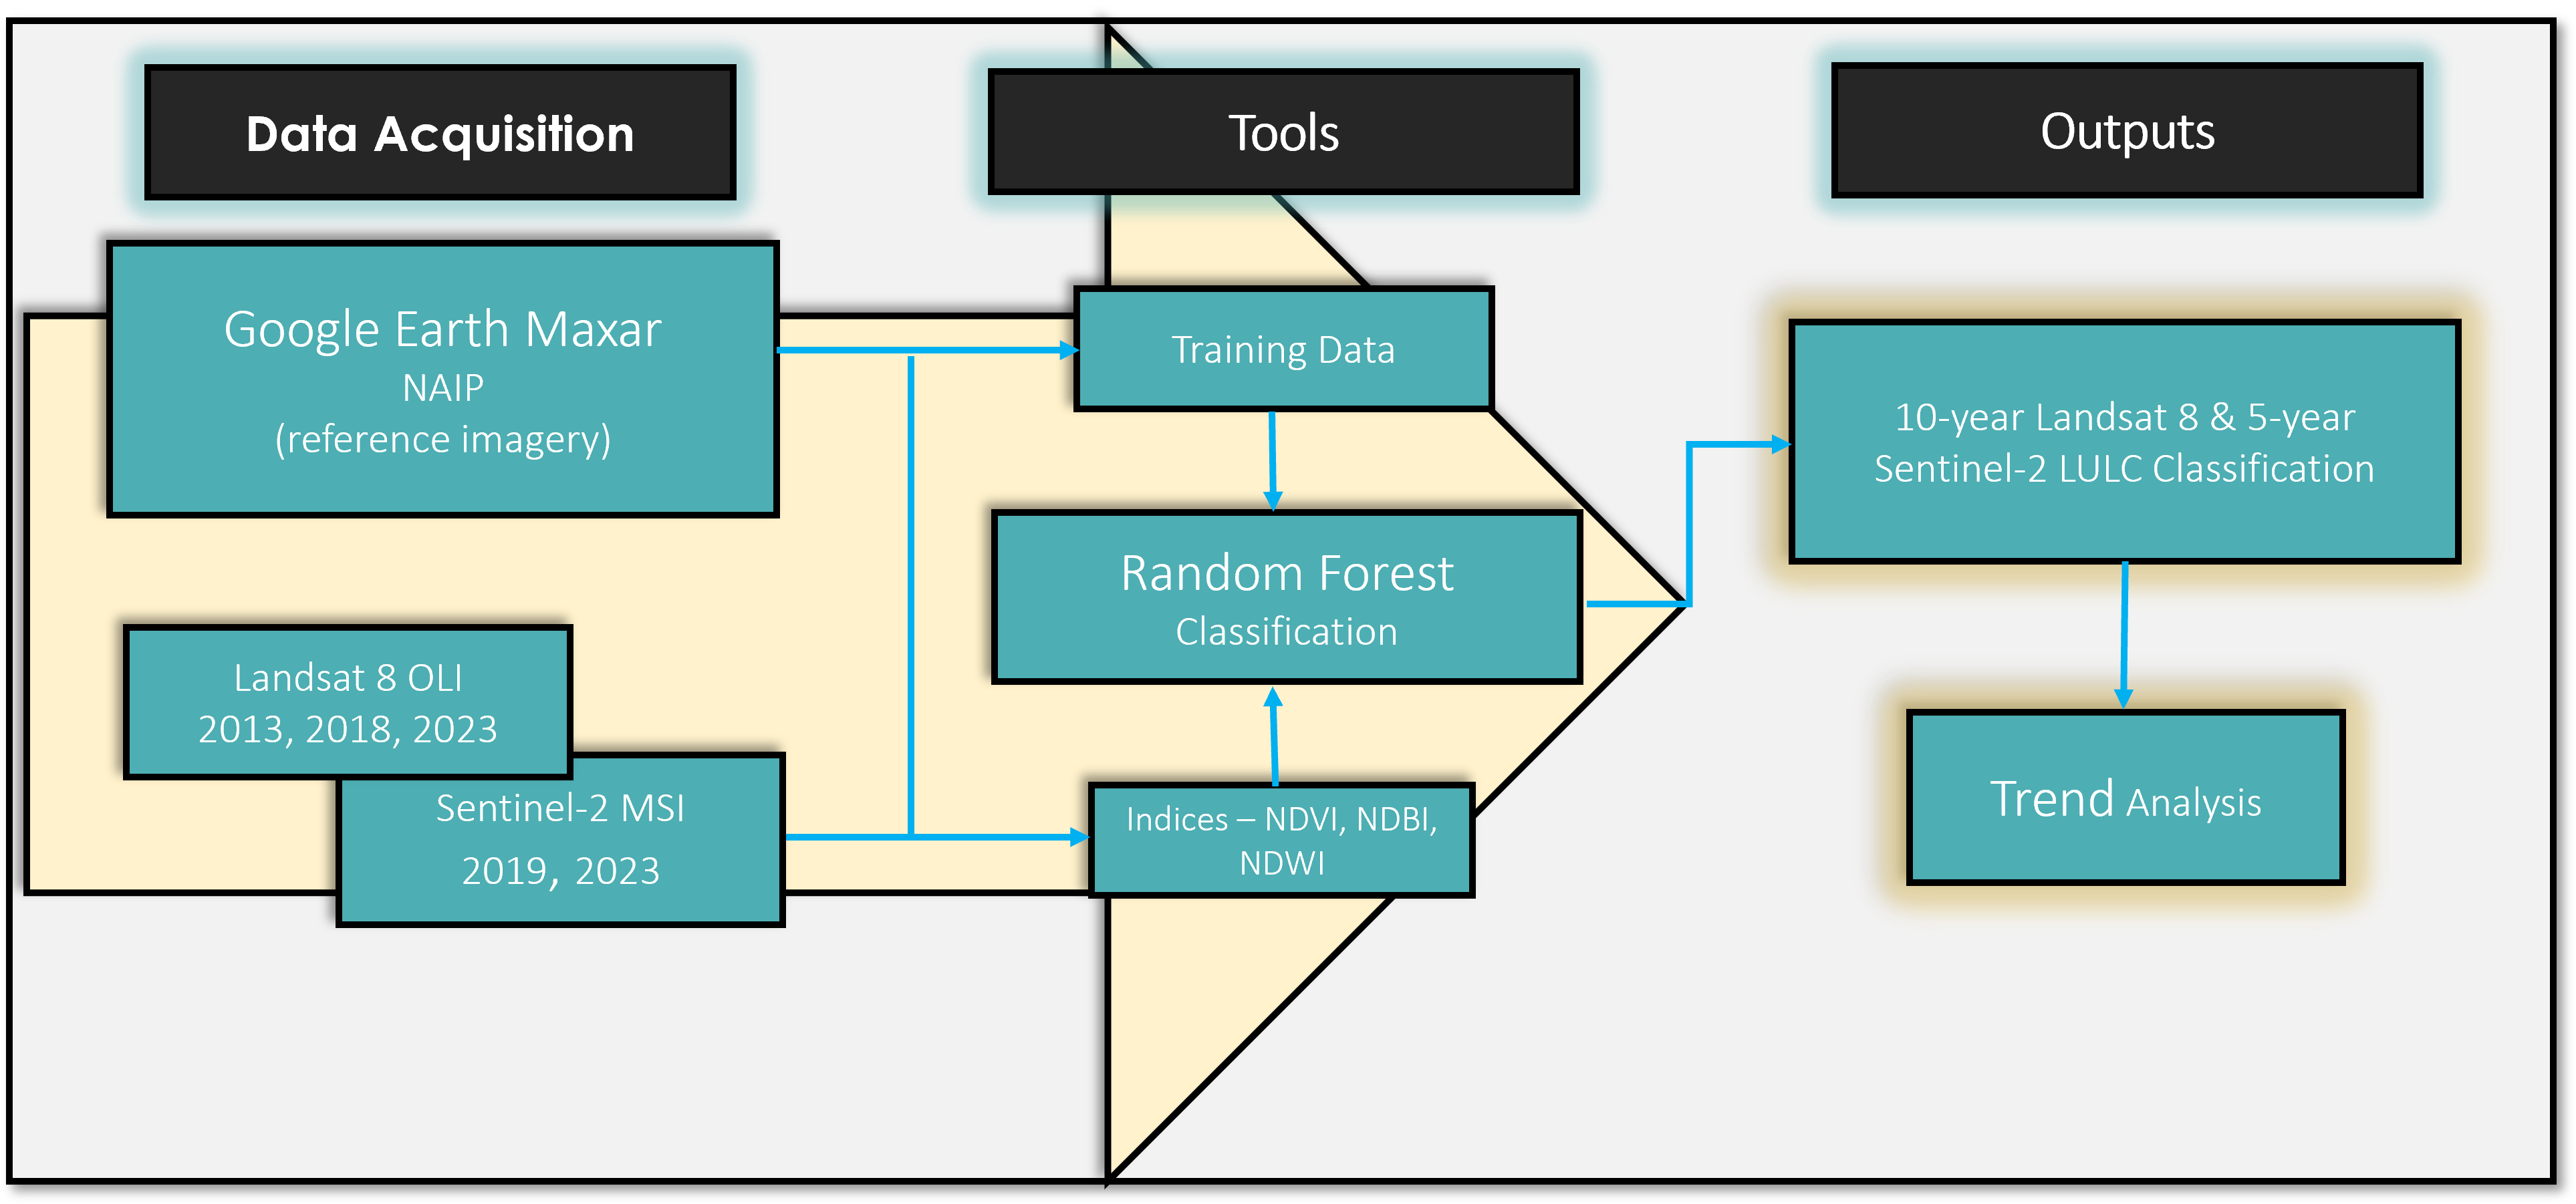 Data Acquisition
Tools
Outputs
Google Earth Maxar
NAIP
(reference imagery)
Landsat 8 OLI
2013, 2018, 2023
Sentinel-2 MSI
2019, 2023
Training Data
Random Forest
Classification
Indices – NDVI, NDBI,
NDWI
10-year Landsat 8 & 5-year
Sentinel-2 LULC Classification
Trend Analysis